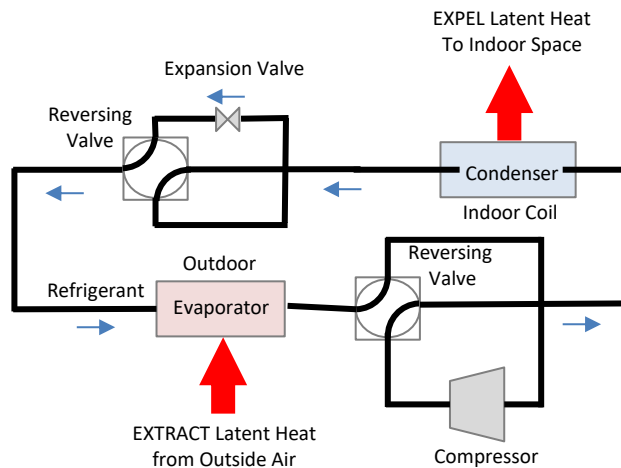 EXPEL Latent Heat
To Indoor Space
Expansion Valve
Reversing
Valve
Condenser
Indoor Coil
Outdoor
Reversing
Valve
Refrigerant
Evaporator
EXTRACT Latent Heat
from Outside Air
Compressor